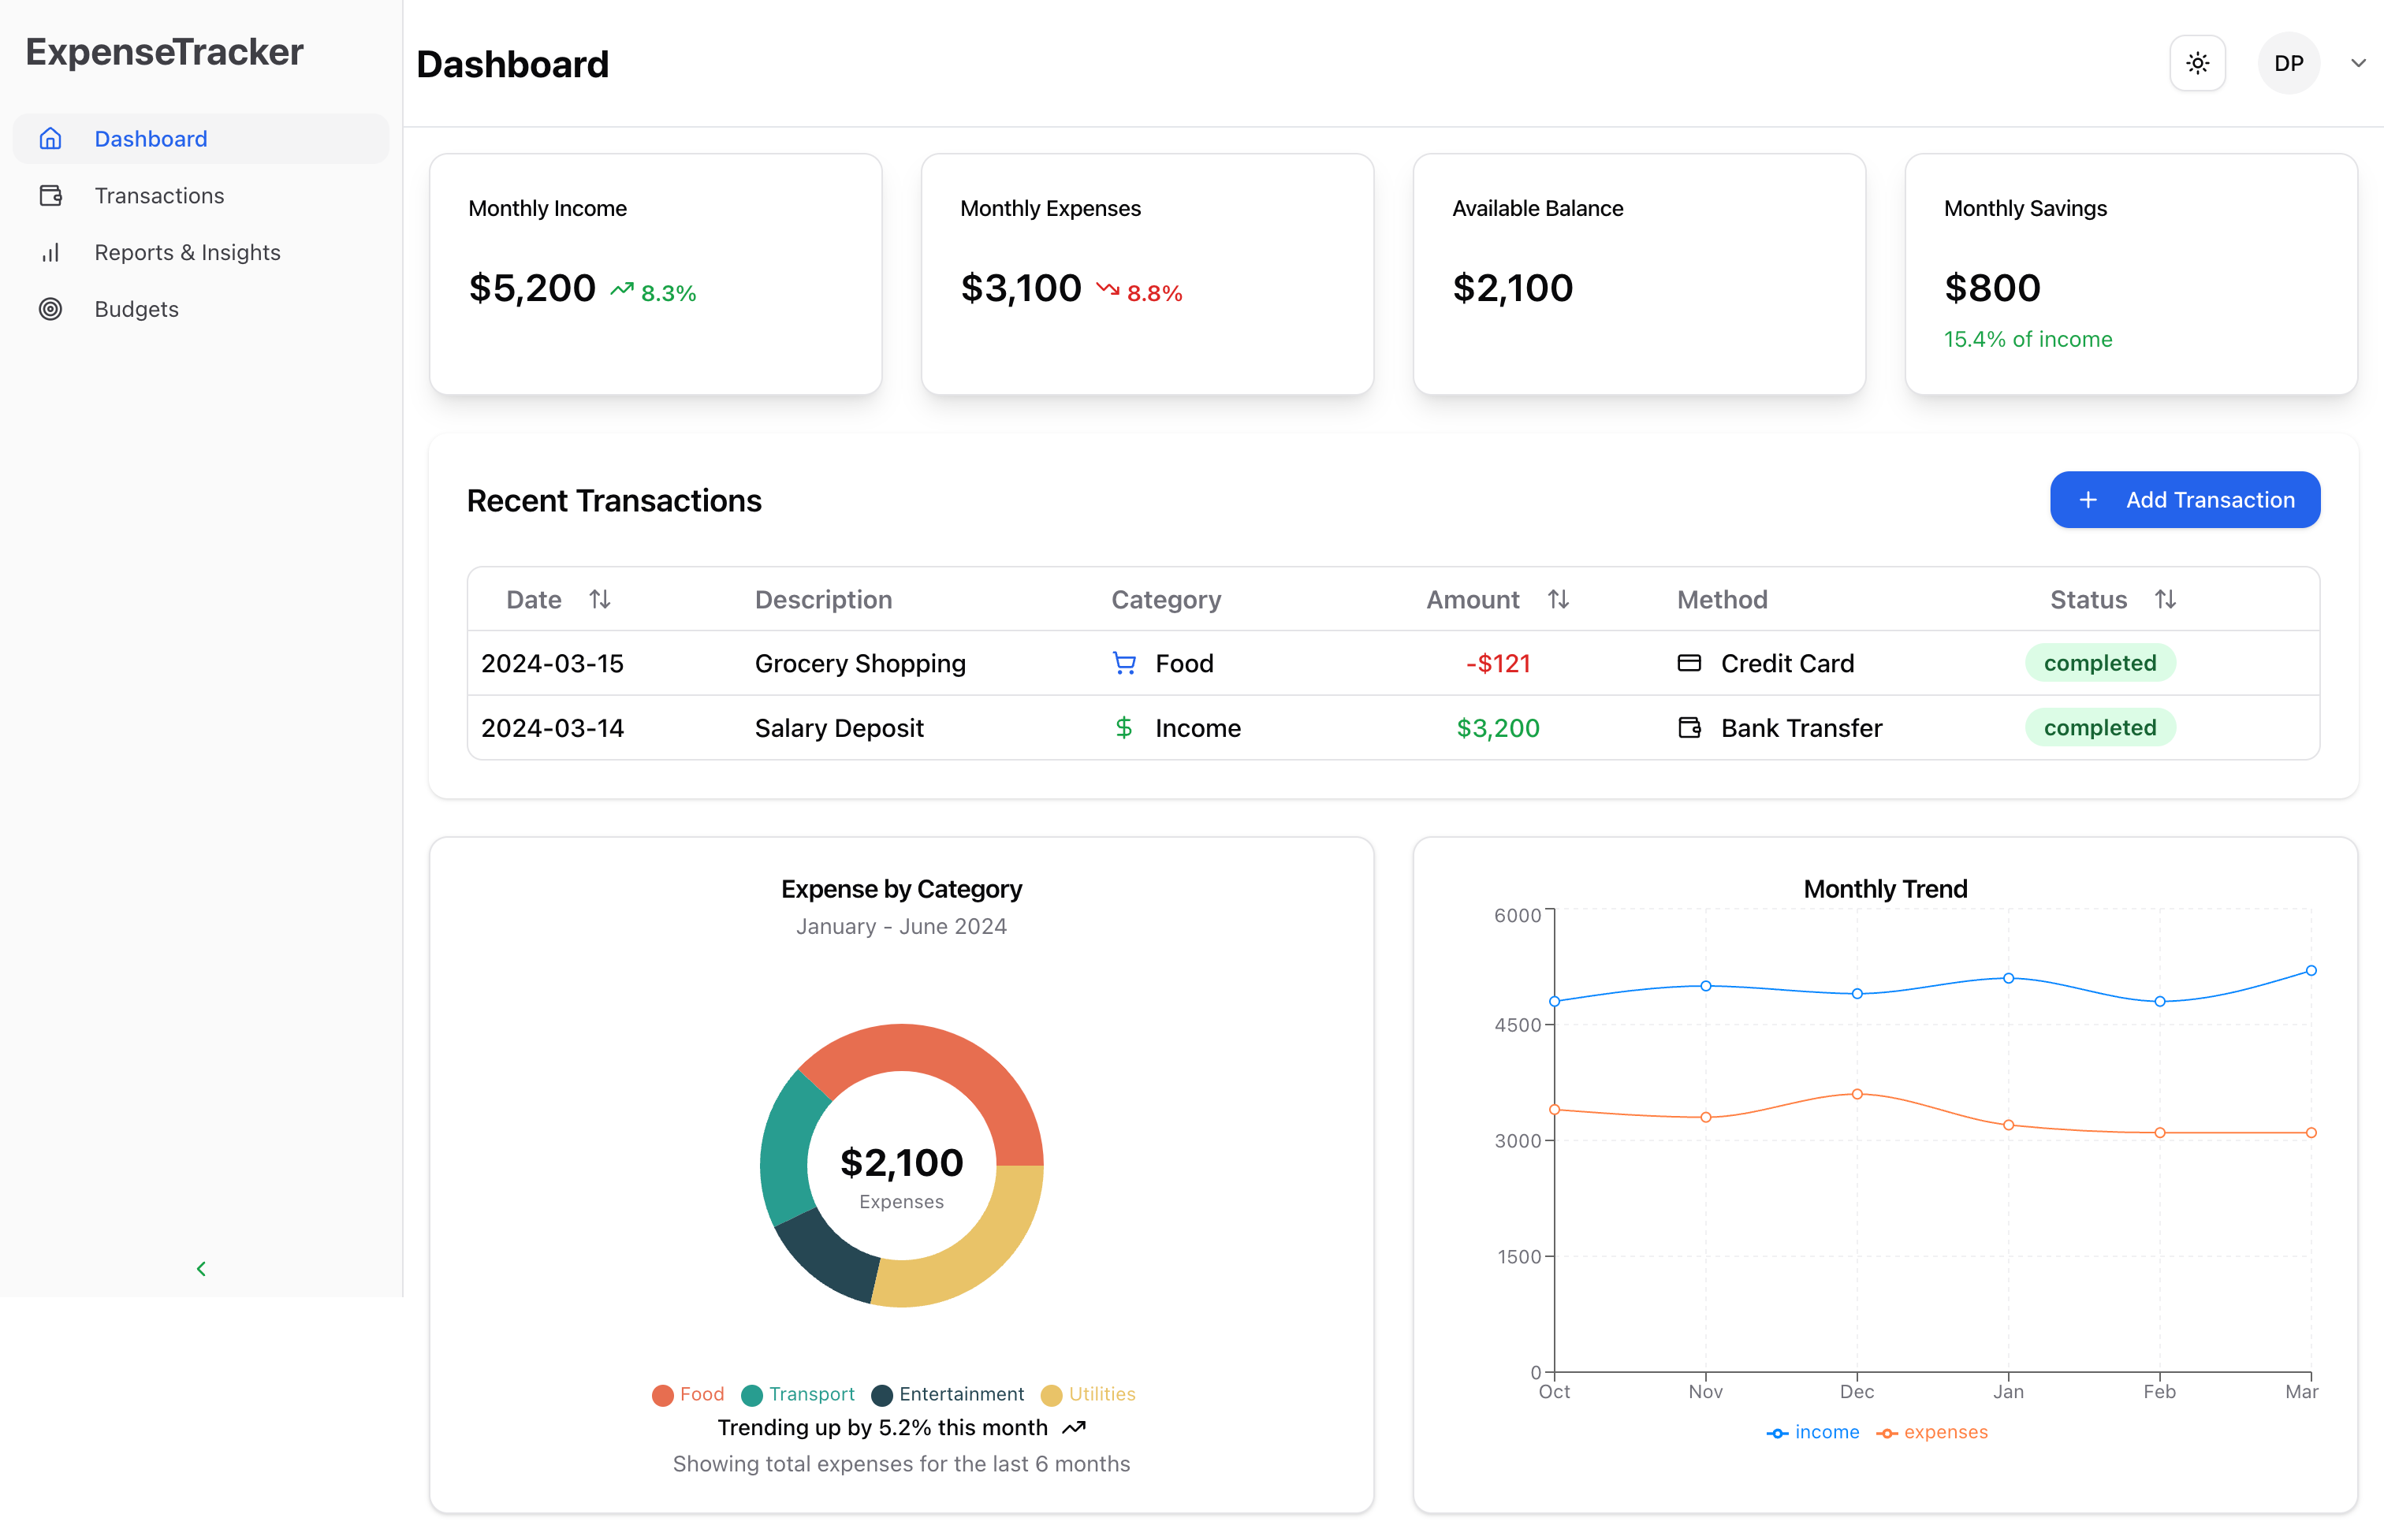 ExpenseTracker
Dashboard
Transactions
Reports & Insights
Budgets
Dashboard
DP
Monthly Income
$5,200 8.3%
Monthly Expenses
$3,100 8.8%
Available Balance
$2,100
Monthly Savings
$800
15.4% of income
Recent Transactions
+ Add Transaction
Date Description Category Amount Method Status
2024-03-15 Grocery Shopping Food -$121 Credit Card completed
2024-03-14 Salary Deposit $ Income $3,200 Bank Transfer completed
Expense by Category
January - June 2024
$2,100
Expenses
Food Transport Entertainment Utilities
Trending up by 5.2% this month
Showing total expenses for the last 6 months
Monthly Trend
6000
4500
3000
1500
0
Oct Nov Dec Jan Feb Mar
income expenses